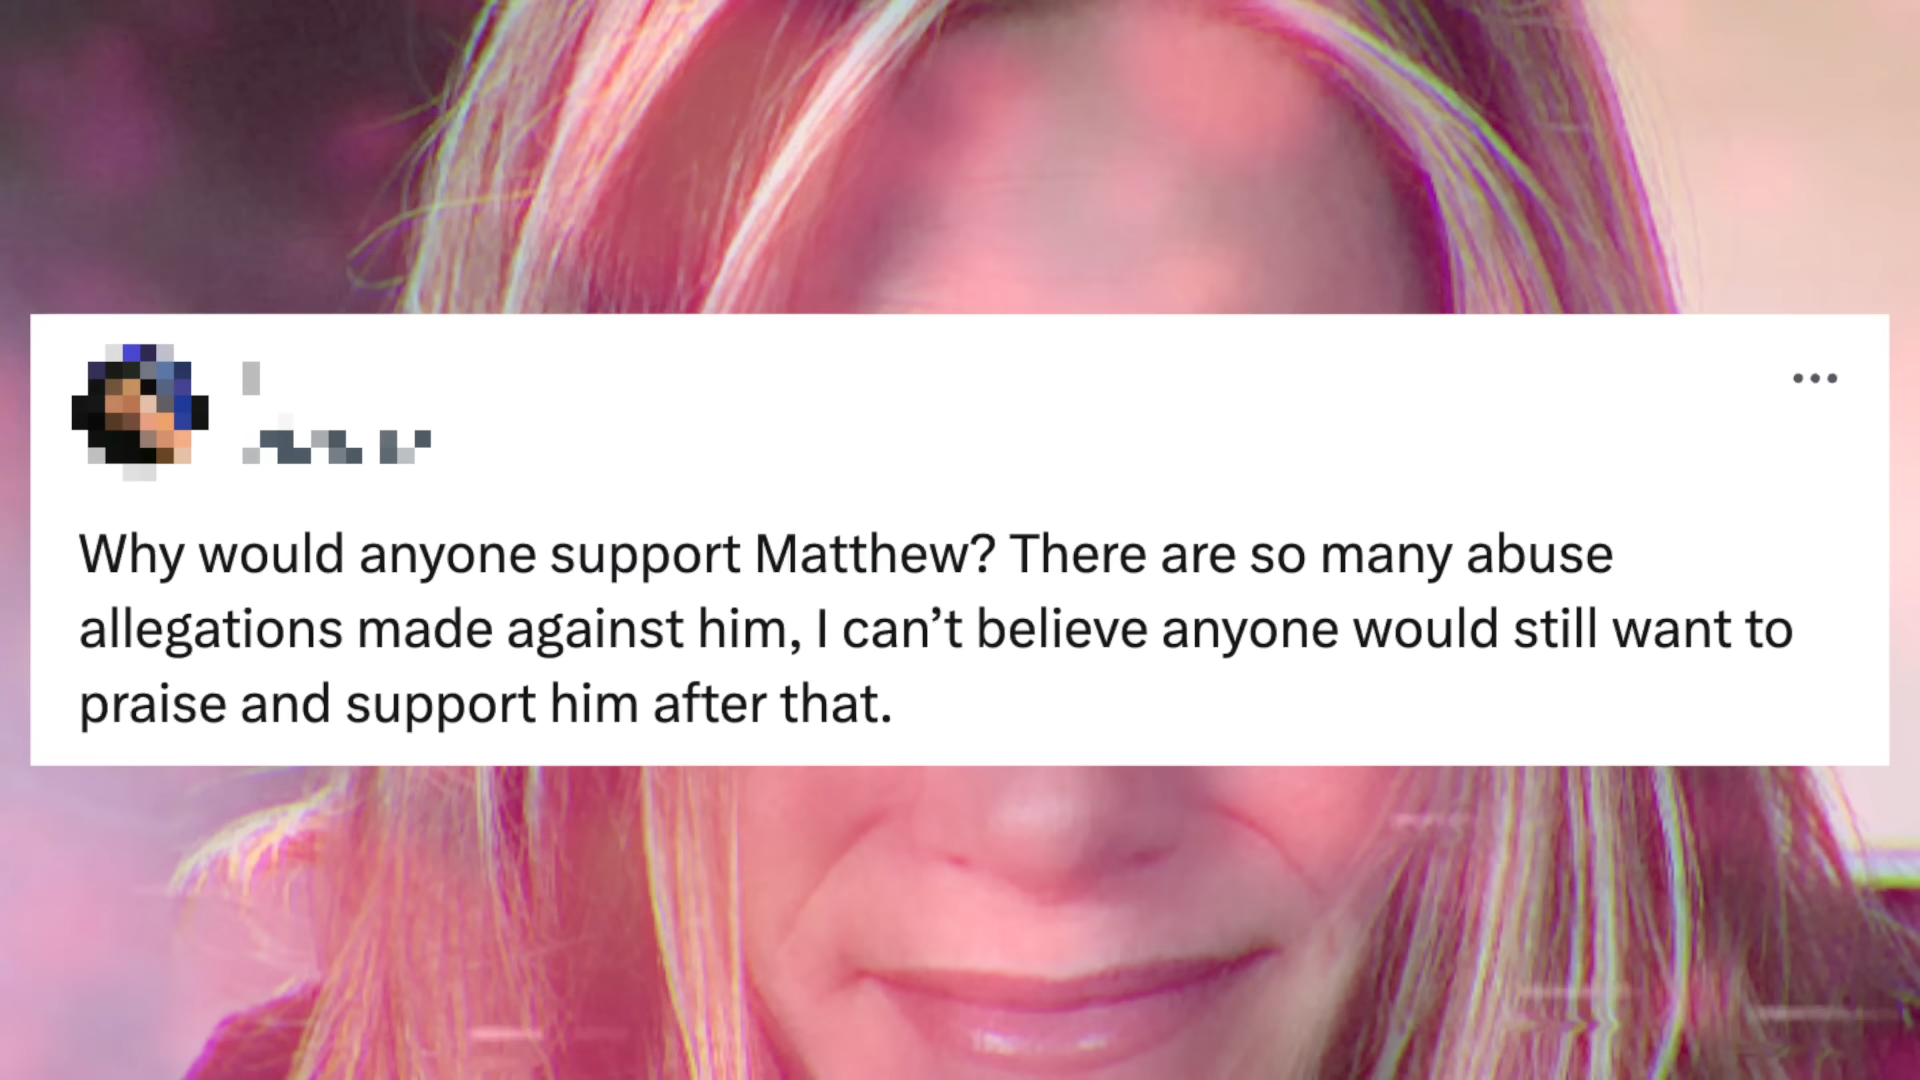 Why would anyone support Matthew? There are so many abuse
allegations made against him, I can’t believe anyone would still want to
praise and support him after that.